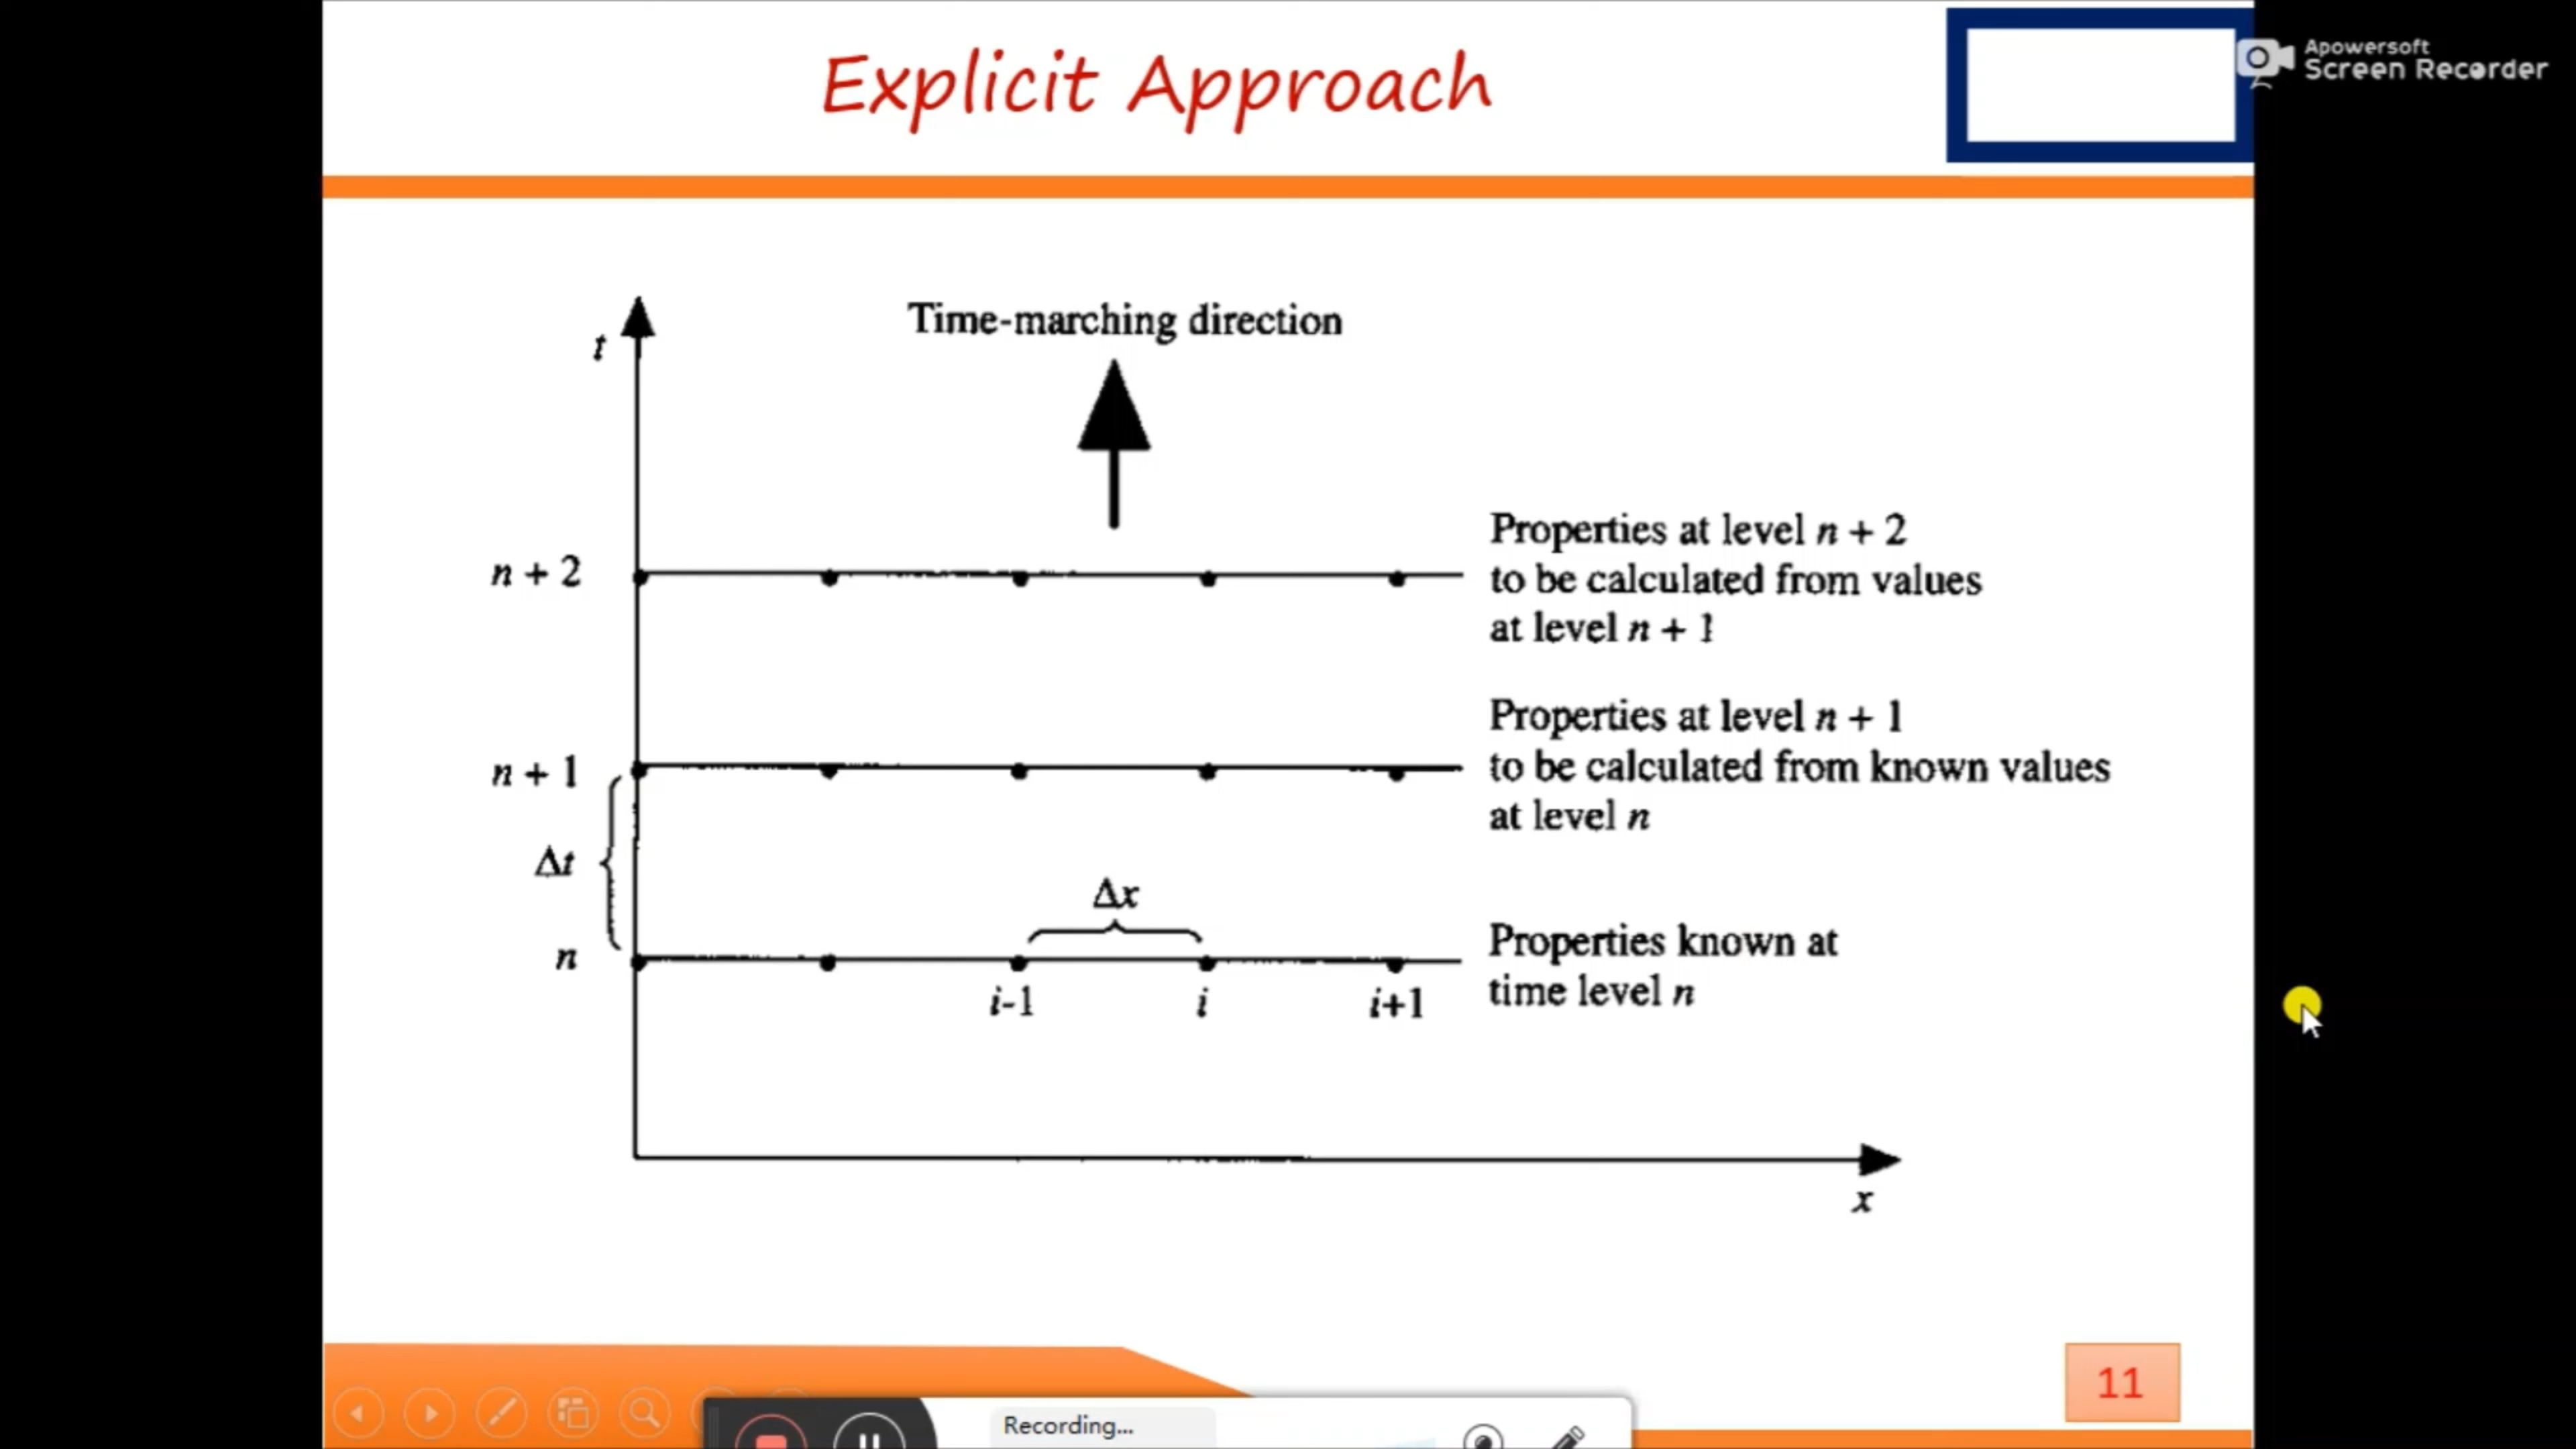 Explicit Approach
Apowersoft
Screen Recorder
t
Time-marching direction
n + 2
Properties at level n + 2
to be calculated from values
at level n + 1
n + 1
Properties at level n + 1
to be calculated from known values
at level n
Δt
Δx
n
Properties known at
time level n
i-1
i
i+1
x
11
Recording...